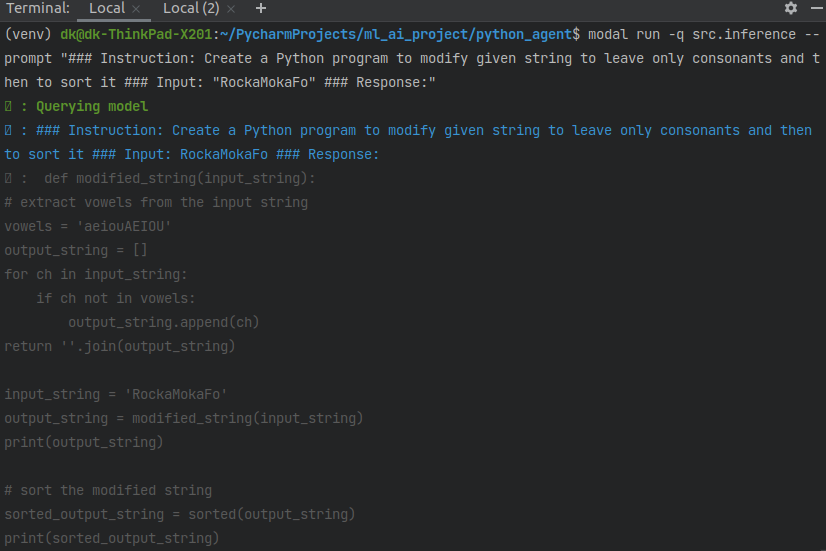 Terminal: Local × Local (2) × +
(venv) dk@dk-ThinkPad-X201:~/PycharmProjects/ml_ai_project/python_agent$ modal run -q src.inference --
prompt "### Instruction: Create a Python program to modify given string to leave only consonants and t
hen to sort it ### Input: "RockaMokaFo" ### Response:"
: Querying model
: ### Instruction: Create a Python program to modify given string to leave only consonants and then
to sort it ### Input: RockaMokaFo ### Response:
:  def modified_string(input_string):
# extract vowels from the input string
vowels = 'aeiouAEIOU'
output_string = []
for ch in input_string:
    if ch not in vowels:
        output_string.append(ch)
return ''.join(output_string)

input_string = 'RockaMokaFo'
output_string = modified_string(input_string)
print(output_string)

# sort the modified string
sorted_output_string = sorted(output_string)
print(sorted_output_string)